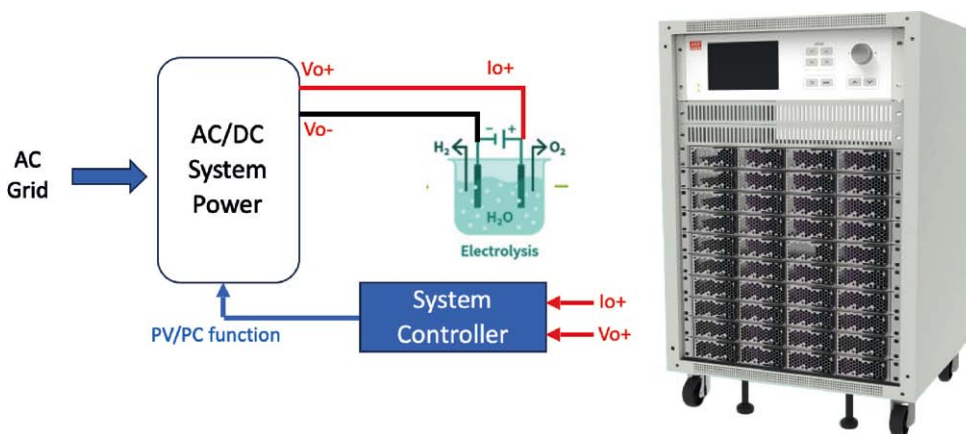 AC
Grid
AC/DC
System
Power
Vo+
Vo-
Io+
H₂
O₂
− +
H₂O
Electrolysis
PV/PC function
System
Controller
Io+
Vo+